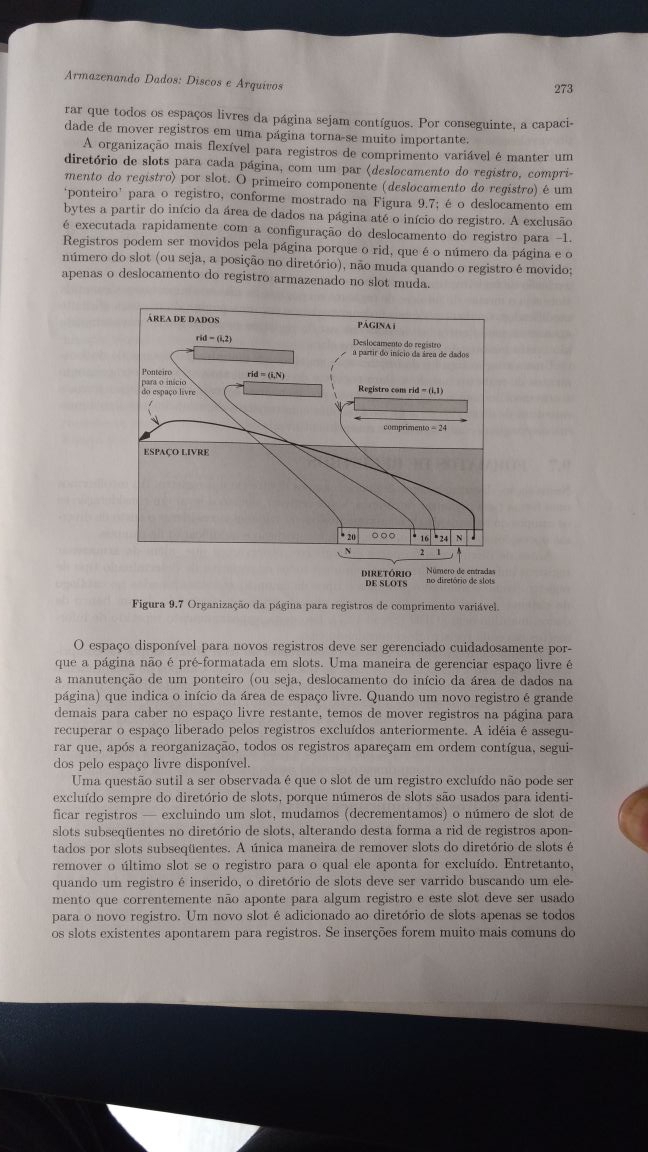 Armazenando Dados: Discos e Arquivos 273
rar que todos os espaços livres da página sejam contíguos. Por conseguinte, a capaci-
dade de mover registros em uma página torna-se muito importante.
A organização mais flexível para registros de comprimento variável é manter um
diretório de slots para cada página, com um par ⟨deslocamento do registro, compri-
mento do registro⟩ por slot. O primeiro componente (deslocamento do registro) é um
'ponteiro' para o registro, conforme mostrado na Figura 9.7; é o deslocamento em
bytes a partir do início da área de dados na página até o início do registro. A exclusão
é executada rapidamente com a configuração do deslocamento do registro para –1.
Registros podem ser movidos pela página porque o rid, que é o número da página e o
número do slot (ou seja, a posição no diretório), não muda quando o registro é movido;
apenas o deslocamento do registro armazenado no slot muda.
ÁREA DE DADOS
PÁGINA i
rid = (i,2)
Deslocamento do registro
a partir do início da área de dados
Ponteiro
para o início
do espaço livre
rid = (i,N)
Registro com rid = (i,1)
comprimento = 24
ESPAÇO LIVRE
20 16 24 N
N 2 1
DIRETÓRIO
DE SLOTS
Número de entradas
no diretório de slots
Figura 9.7 Organização da página para registros de comprimento variável.
O espaço disponível para novos registros deve ser gerenciado cuidadosamente por-
que a página não é pré-formatada em slots. Uma maneira de gerenciar espaço livre é
a manutenção de um ponteiro (ou seja, deslocamento do início da área de dados na
página) que indica o início da área de espaço livre. Quando um novo registro é grande
demais para caber no espaço livre restante, temos de mover registros na página para
recuperar o espaço liberado pelos registros excluídos anteriormente. A idéia é assegu-
rar que, após a reorganização, todos os registros apareçam em ordem contígua, segui-
dos pelo espaço livre disponível.
Uma questão sutil a ser observada é que o slot de um registro excluído não pode ser
excluído sempre do diretório de slots, porque números de slots são usados para identi-
ficar registros — excluindo um slot, mudamos (decrementamos) o número de slot de
slots subseqüentes no diretório de slots, alterando desta forma a rid de registros apon-
tados por slots subseqüentes. A única maneira de remover slots do diretório de slots é
remover o último slot se o registro para o qual ele aponta for excluído. Entretanto,
quando um registro é inserido, o diretório de slots deve ser varrido buscando um ele-
mento que correntemente não aponte para algum registro e este slot deve ser usado
para o novo registro. Um novo slot é adicionado ao diretório de slots apenas se todos
os slots existentes apontarem para registros. Se inserções forem muito mais comuns do